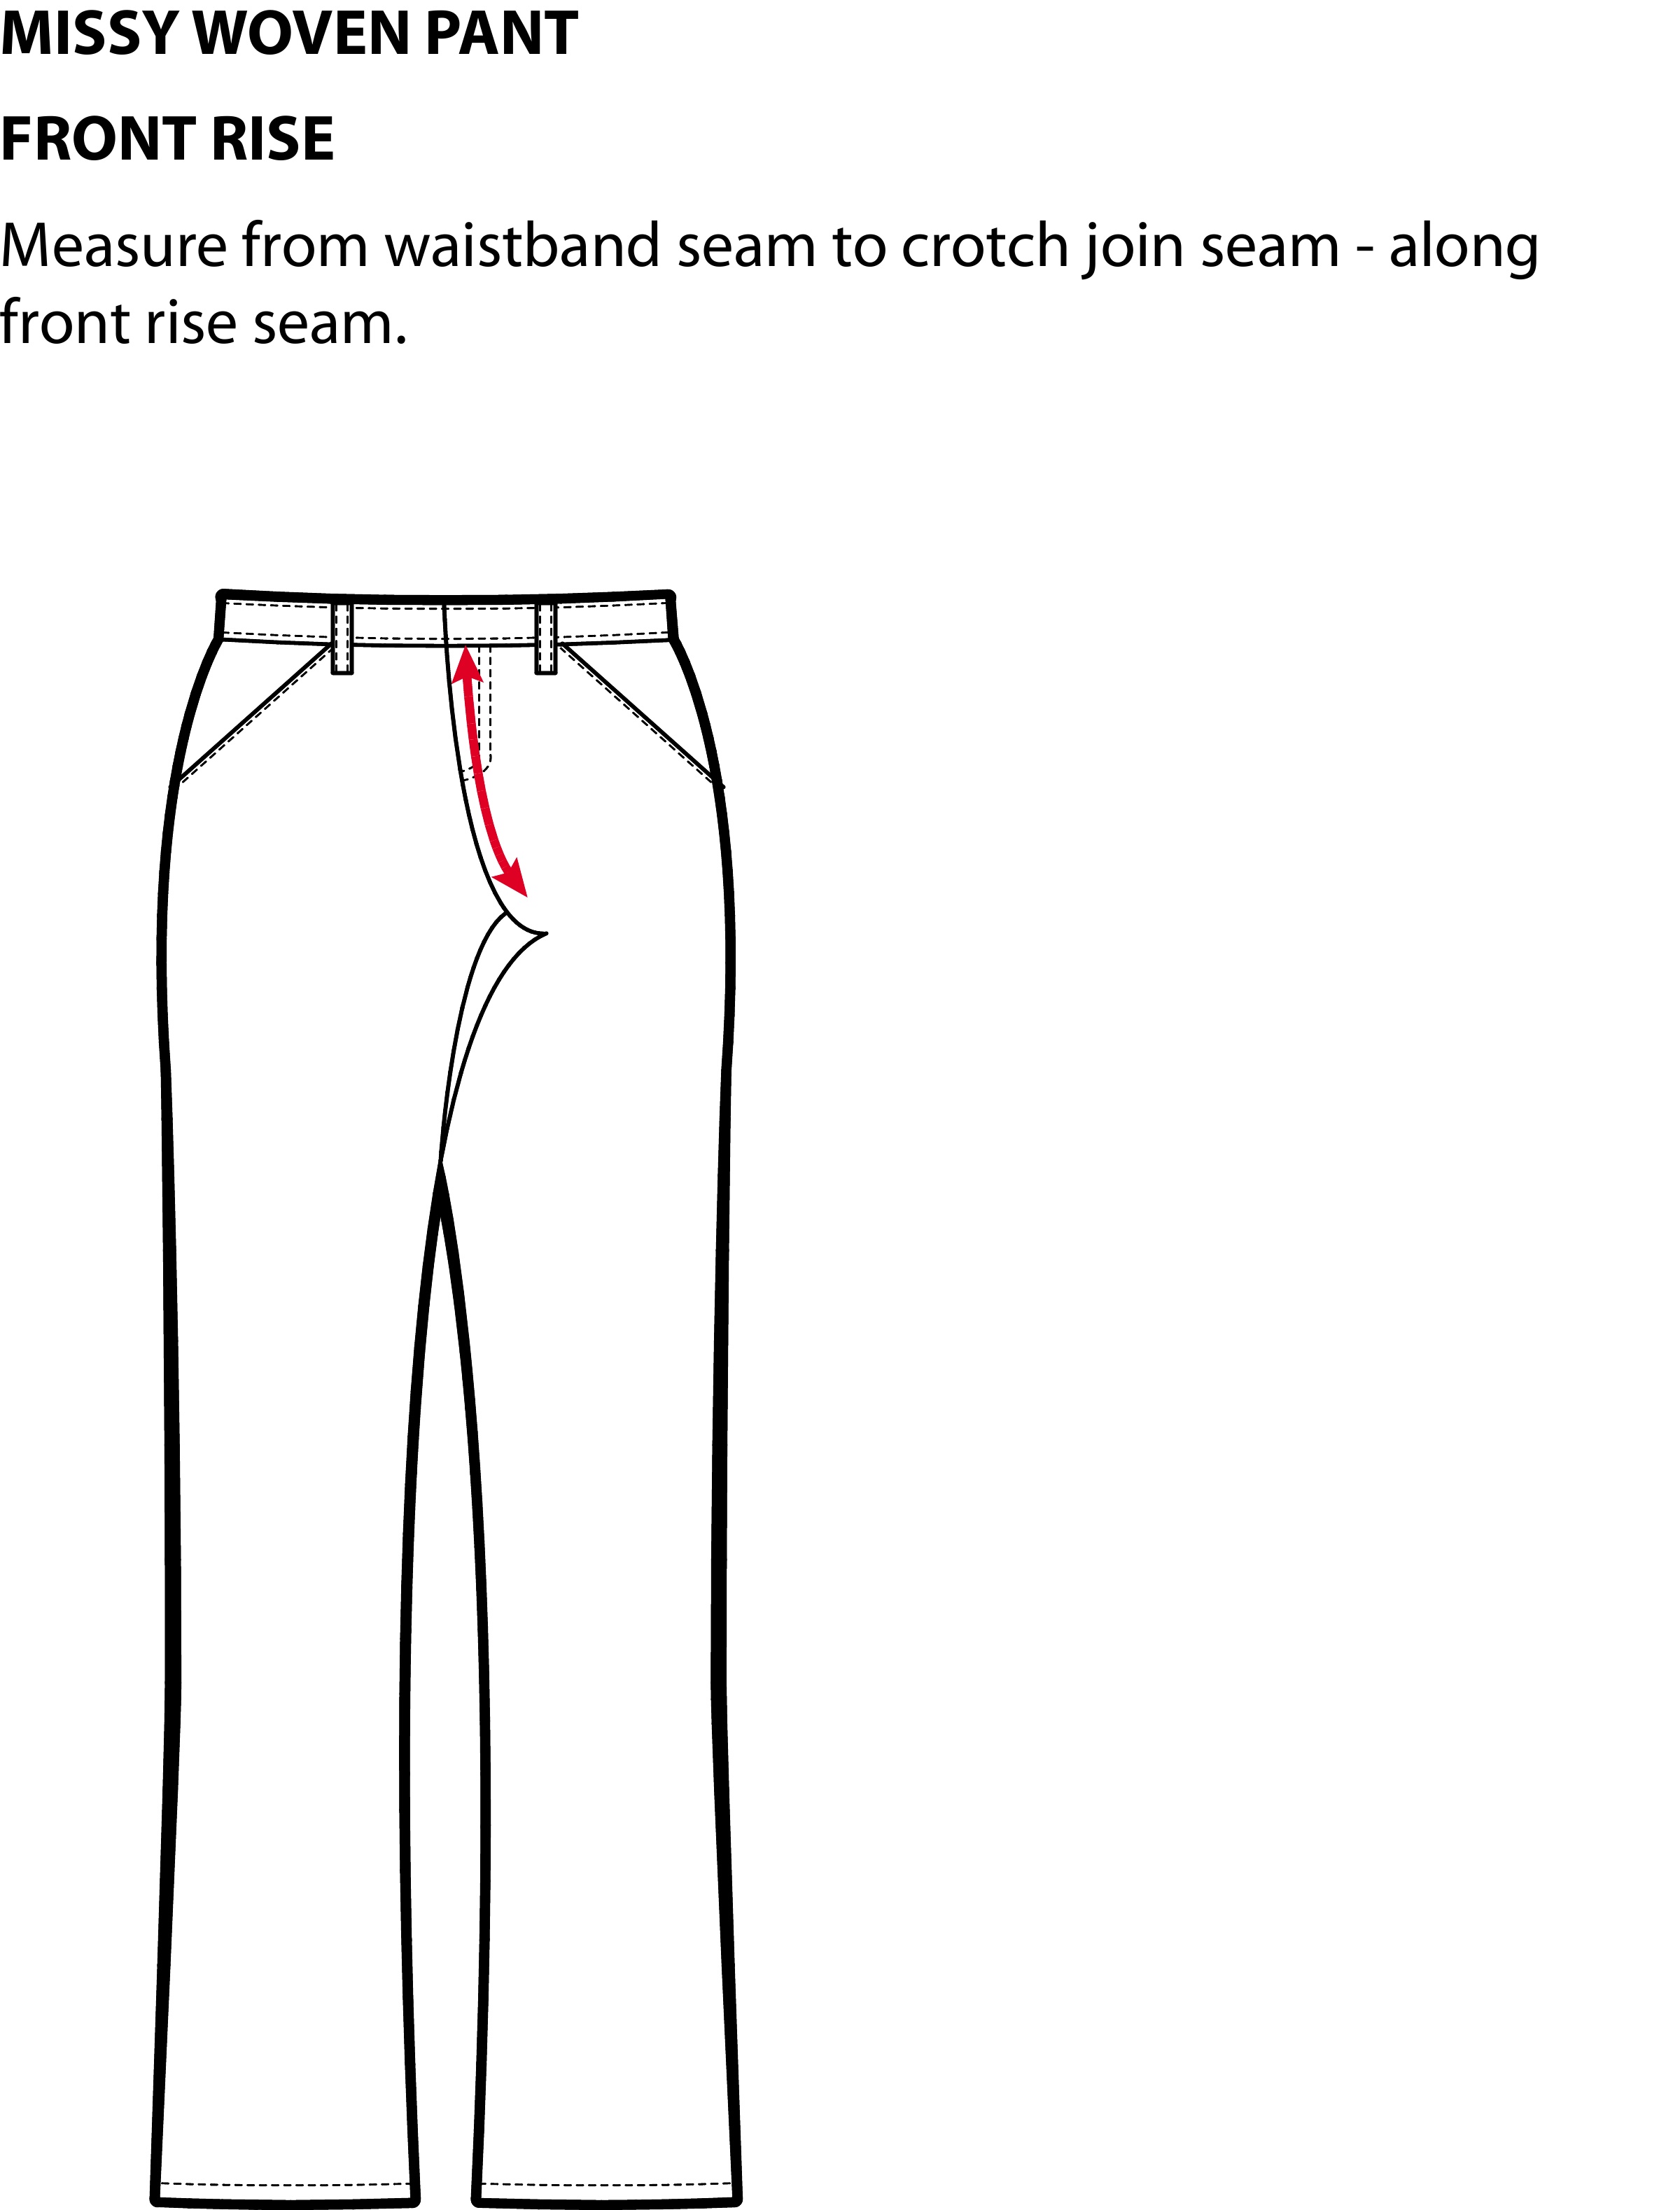 MISSY WOVEN PANT
FRONT RISE
Measure from waistband seam to crotch join seam - along
front rise seam.